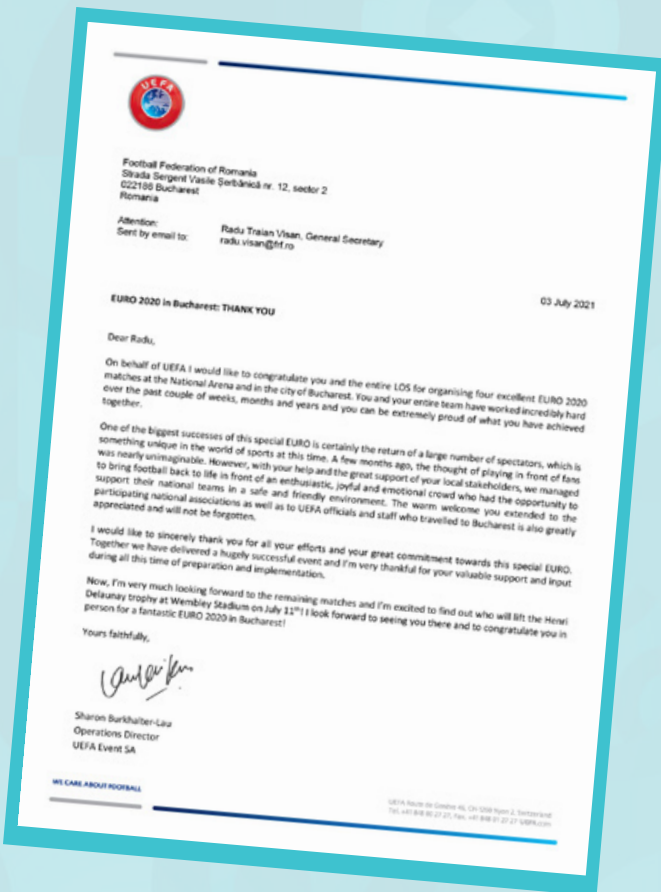 UEFA
Football Federation of Romania
Strada Sergent Vasile Șerbănică nr. 12, sector 2
022186 Bucharest
Romania
Attention: Radu Traian Visan, General Secretary
Sent by email to: radu.visan@frf.ro
03 July 2021
EURO 2020 in Bucharest: THANK YOU
Dear Radu,
On behalf of UEFA I would like to congratulate you and the entire LOS for organising four excellent EURO 2020
matches at the National Arena and in the city of Bucharest. You and your entire team have worked incredibly hard
over the past couple of weeks, months and years and you can be extremely proud of what you have achieved
together.
One of the biggest successes of this special EURO is certainly the return of a large number of spectators, which is
something unique in the world of sports at this time. A few months ago, the thought of playing in front of fans
was nearly unimaginable. However, with your help and the great support of your local stakeholders, we managed
to bring football back to life in front of an enthusiastic, joyful and emotional crowd who had the opportunity to
support their national teams in a safe and friendly environment. The warm welcome you extended to the
participating national associations as well as to UEFA officials and staff who travelled to Bucharest is also greatly
appreciated and will not be forgotten.
I would like to sincerely thank you for all your efforts and your great commitment towards this special EURO.
Together we have delivered a hugely successful event and I'm very thankful for your valuable support and input
during all this time of preparation and implementation.
Now, I'm very much looking forward to the remaining matches and I'm excited to find out who will lift the Henri
Delaunay trophy at Wembley Stadium on July 11th! I look forward to seeing you there and to congratulate you in
person for a fantastic EURO 2020 in Bucharest!
Yours faithfully,
Sharon Burkhalter-Lau
Operations Director
UEFA Event SA
WE CARE ABOUT FOOTBALL
UEFA Route de Genève 46, CH 1260 Nyon 2, Switzerland